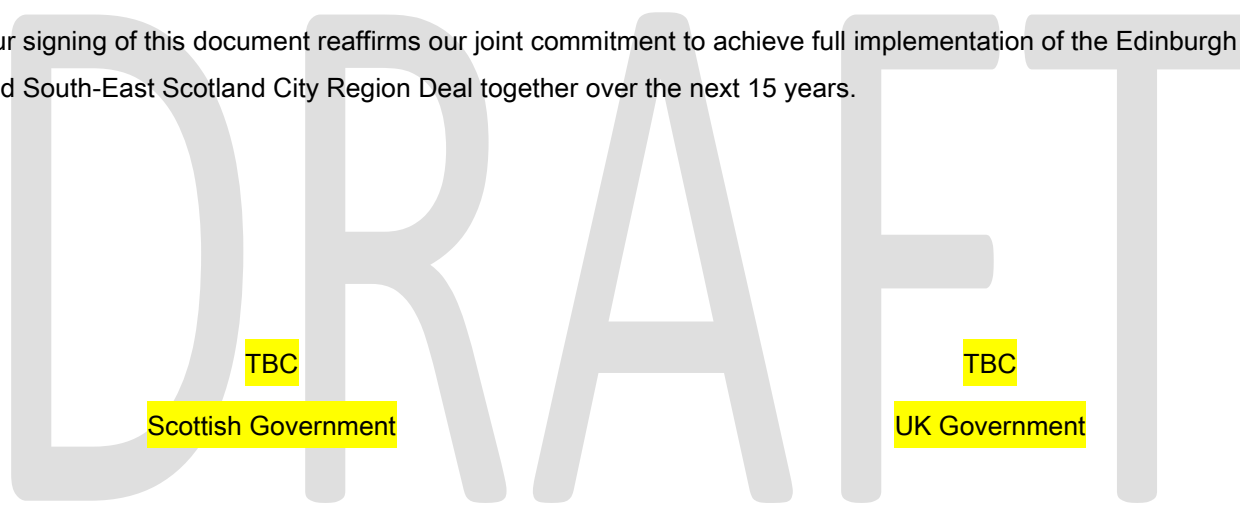 ur signing of this document reaffirms our joint commitment to achieve full implementation of the Edinburgh
d South-East Scotland City Region Deal together over the next 15 years.
DRAFT
TBC TBC
Scottish Government UK Government